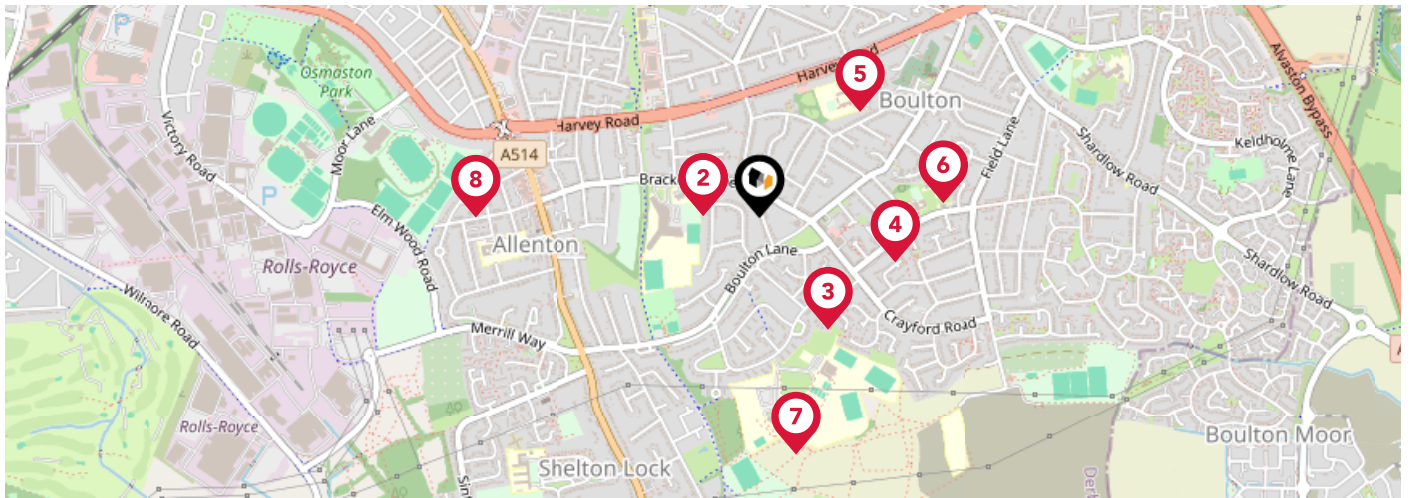 Osmaston
Park
Victory Road
Moor Lane
Elm Wood Road
Rolls-Royce
Wilmore Road
Rolls-Royce
Harvey Road
A514
8
Allenton
Merrill Way
Shelton Lock
Brack
2
Boulton Lane
3
7
5
Boulton
6
4
Crayford Road
Field Lane
Shardlow Road
Keldholme Lane
Alvaston Bypass
Shardlow Road
Boulton Moor
P
P